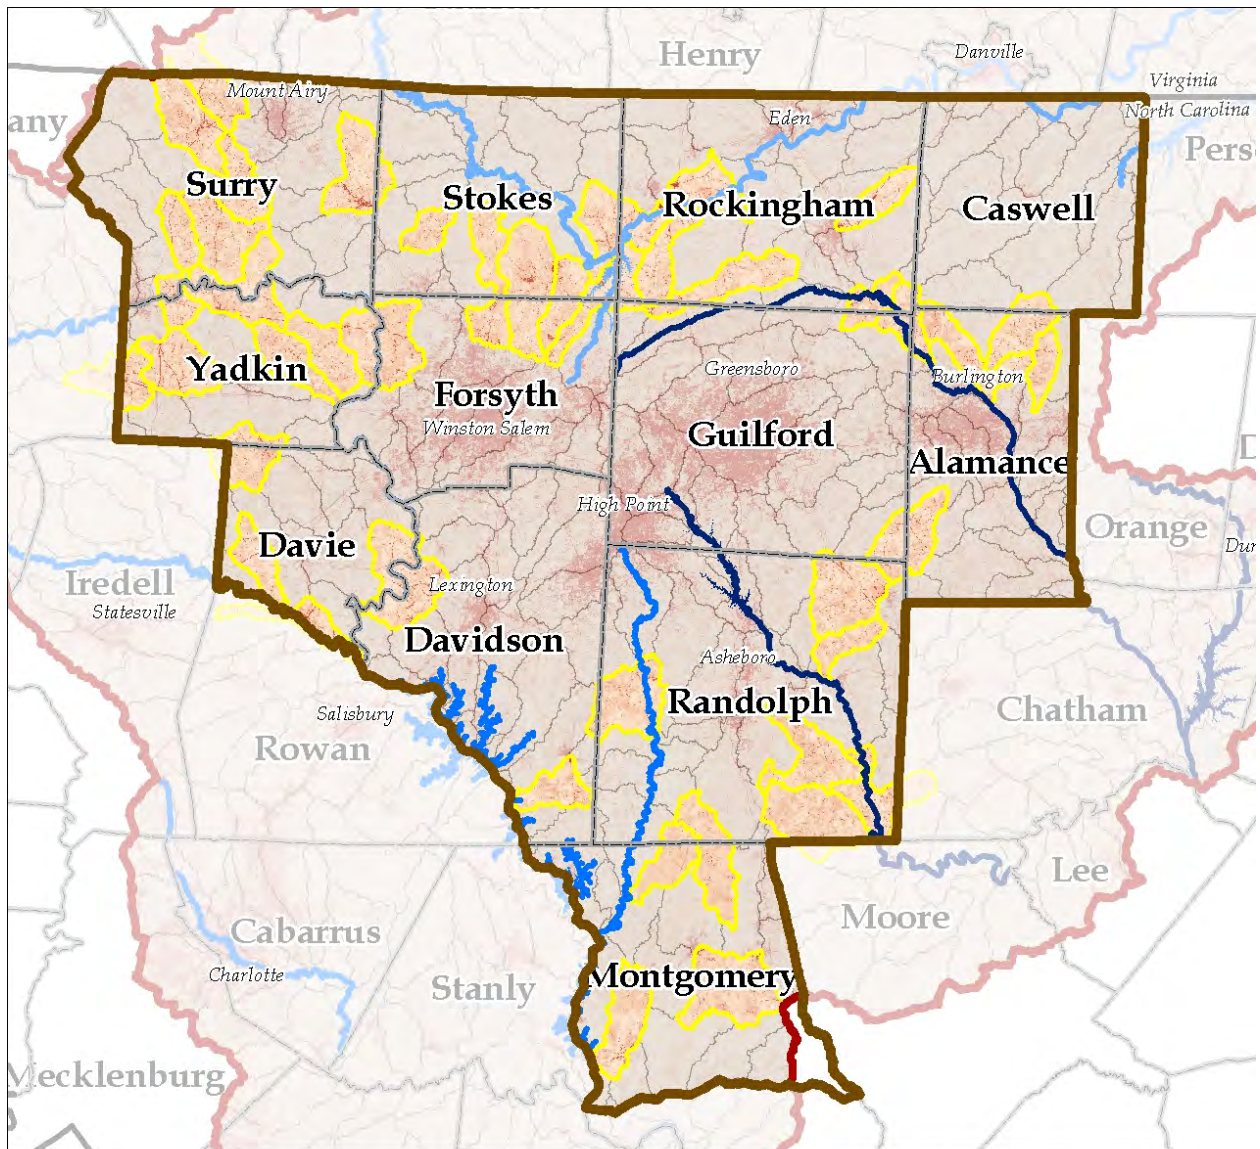 Henry
Danville
Virginia
Mount Airy
North Carolina
Eden
any
Pers
Surry
Stokes
Rockingham
Caswell
Yadkin
Greensboro
Burlington
Forsyth
Winston Salem
Guilford
Alamance
High Point
Orange
Davie
Dur
Iredell
Lexington
Statesville
Davidson
Asheboro
Randolph
Chatham
Salisbury
Rowan
Lee
Moore
Cabarrus
Charlotte
Montgomery
Stanly
Mecklenburg